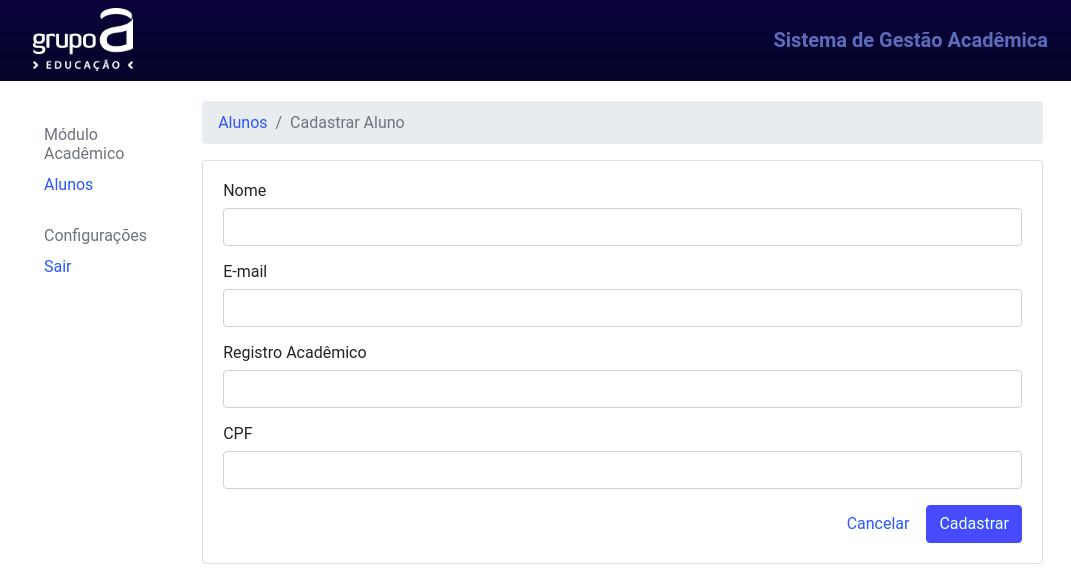 grupo a
EDUCAÇÃO
Sistema de Gestão Acadêmica
Módulo
Acadêmico
Alunos
Configurações
Sair
Alunos / Cadastrar Aluno
Nome
E-mail
Registro Acadêmico
CPF
Cancelar Cadastrar